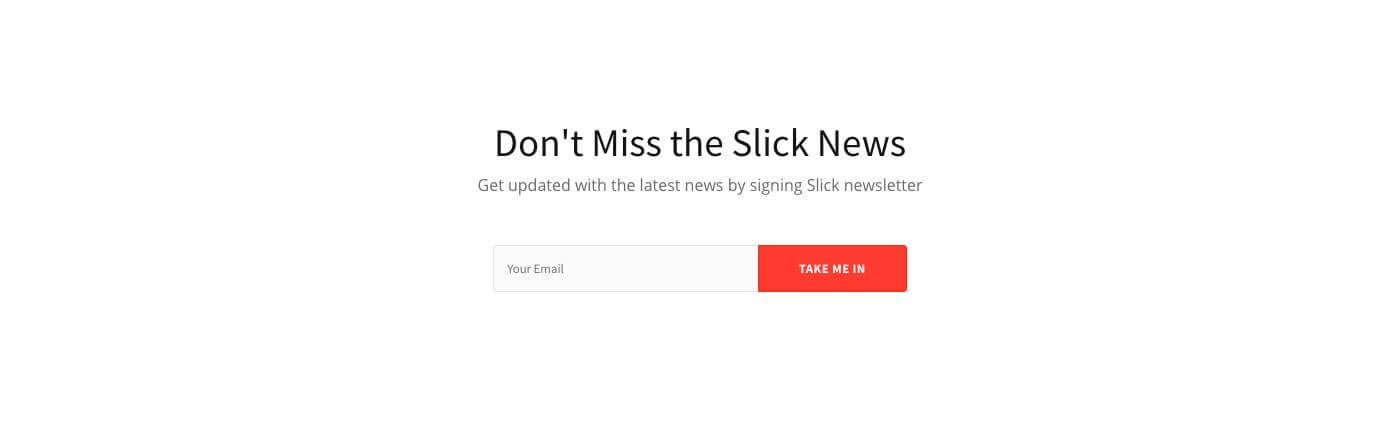 Don't Miss the Slick News
Get updated with the latest news by signing Slick newsletter
Your Email
TAKE ME IN